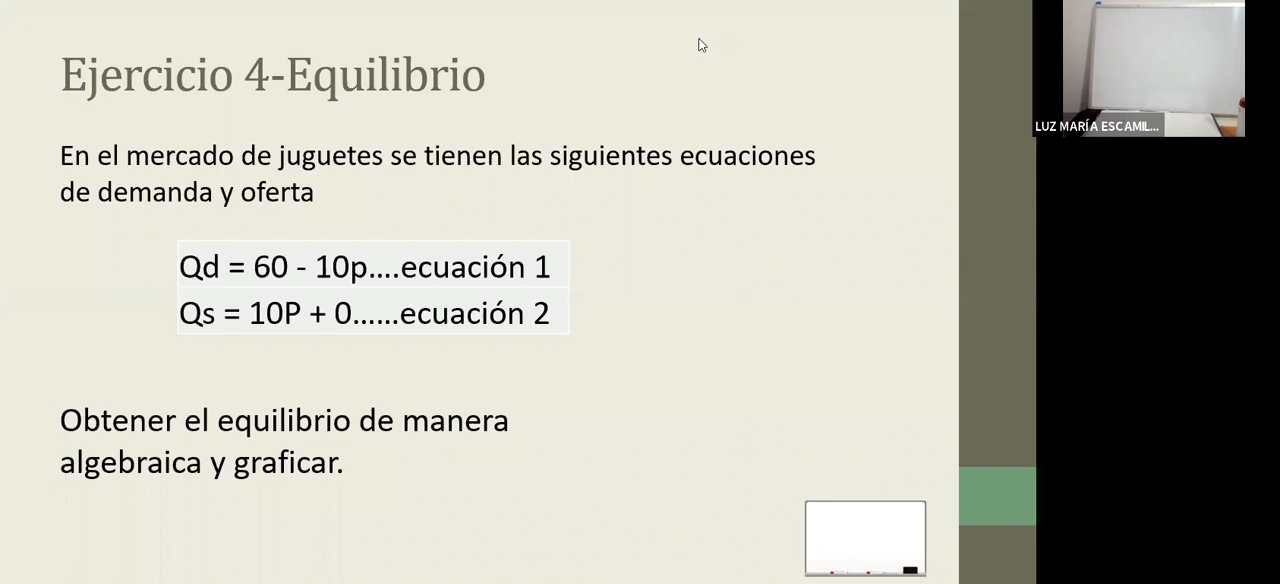 Ejercicio 4-Equilibrio
En el mercado de juguetes se tienen las siguientes ecuaciones
de demanda y oferta
Qd = 60 - 10p....ecuación 1
Qs = 10P + 0......ecuación 2
Obtener el equilibrio de manera
algebraica y graficar.
LUZ MARÍA ESCAMIL...